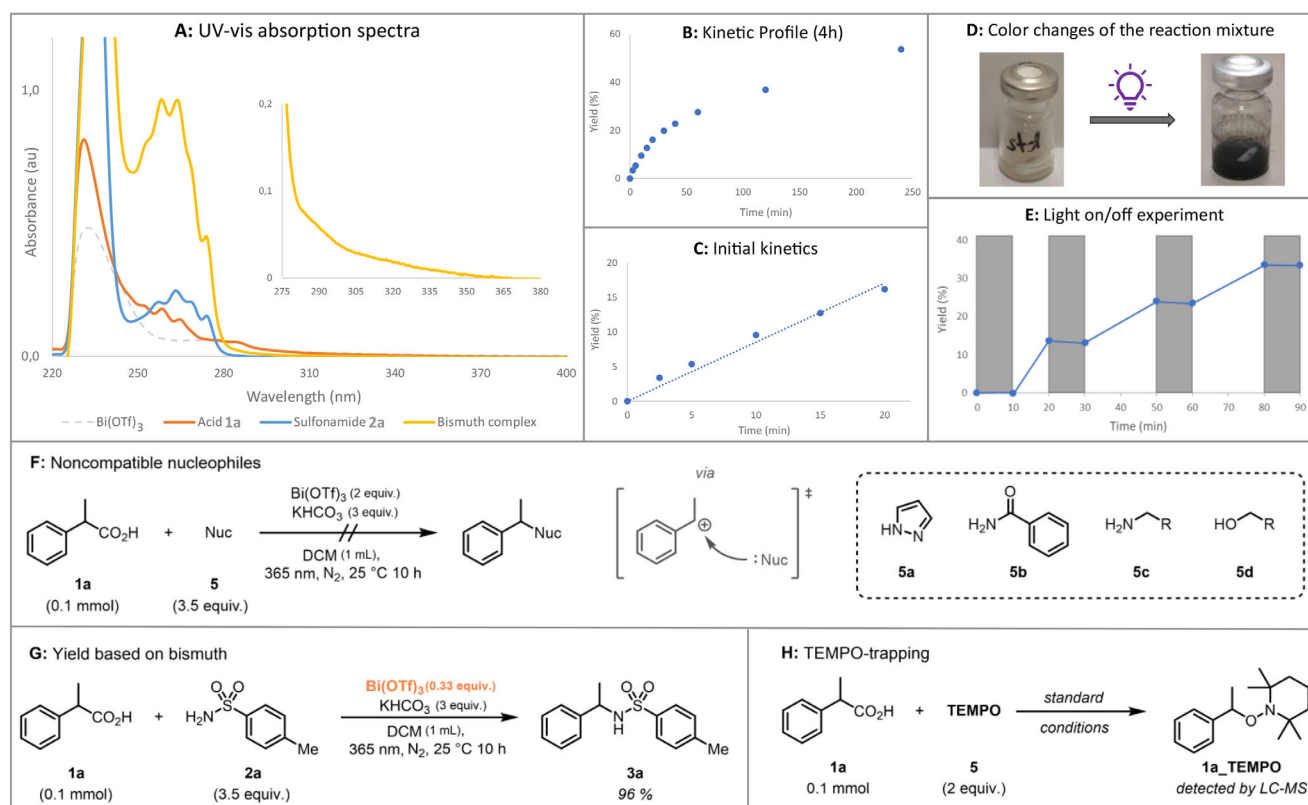 A: UV-vis absorption spectra
Absorbance (au)
1,0
0,0
220 250 280 310 340 370 400
Wavelength (nm)
0,2
0,1
0
275 290 305 320 335 350 365 380
Bi(OTf)3 Acid 1a Sulfonamide 2a Bismuth complex
B: Kinetic Profile (4h)
Yield (%)
60
40
20
0
0 50 100 150 200 250
Time (min)
C: Initial kinetics
Yield (%)
20
15
10
5
0
0 5 10 15 20
Time (min)
D: Color changes of the reaction mixture
E: Light on/off experiment
Yield (%)
40
30
20
10
0
0 10 20 30 40 50 60 70 80 90
Time (min)
F: Noncompatible nucleophiles
CO2H
1a
(0.1 mmol)
+
Nuc
5
(3.5 equiv.)
Bi(OTf)3 (2 equiv.)
KHCO3 (3 equiv.)
DCM (1 mL),
365 nm, N2, 25 °C 10 h
Nuc
via
⊕
:Nuc
‡
HN N
5a
O
H2N
5b
H2N R
5c
HO R
5d
G: Yield based on bismuth
CO2H
1a
(0.1 mmol)
+
O O
S
H2N
Me
2a
(3.5 equiv.)
Bi(OTf)3 (0.33 equiv.)
KHCO3 (3 equiv.)
DCM (1 mL),
365 nm, N2, 25 °C 10 h
O O
S
N
H
Me
3a
96 %
H: TEMPO-trapping
CO2H
1a
0.1 mmol
+
TEMPO
5
(2 equiv.)
standard
conditions
O N
1a_TEMPO
detected by LC-MS